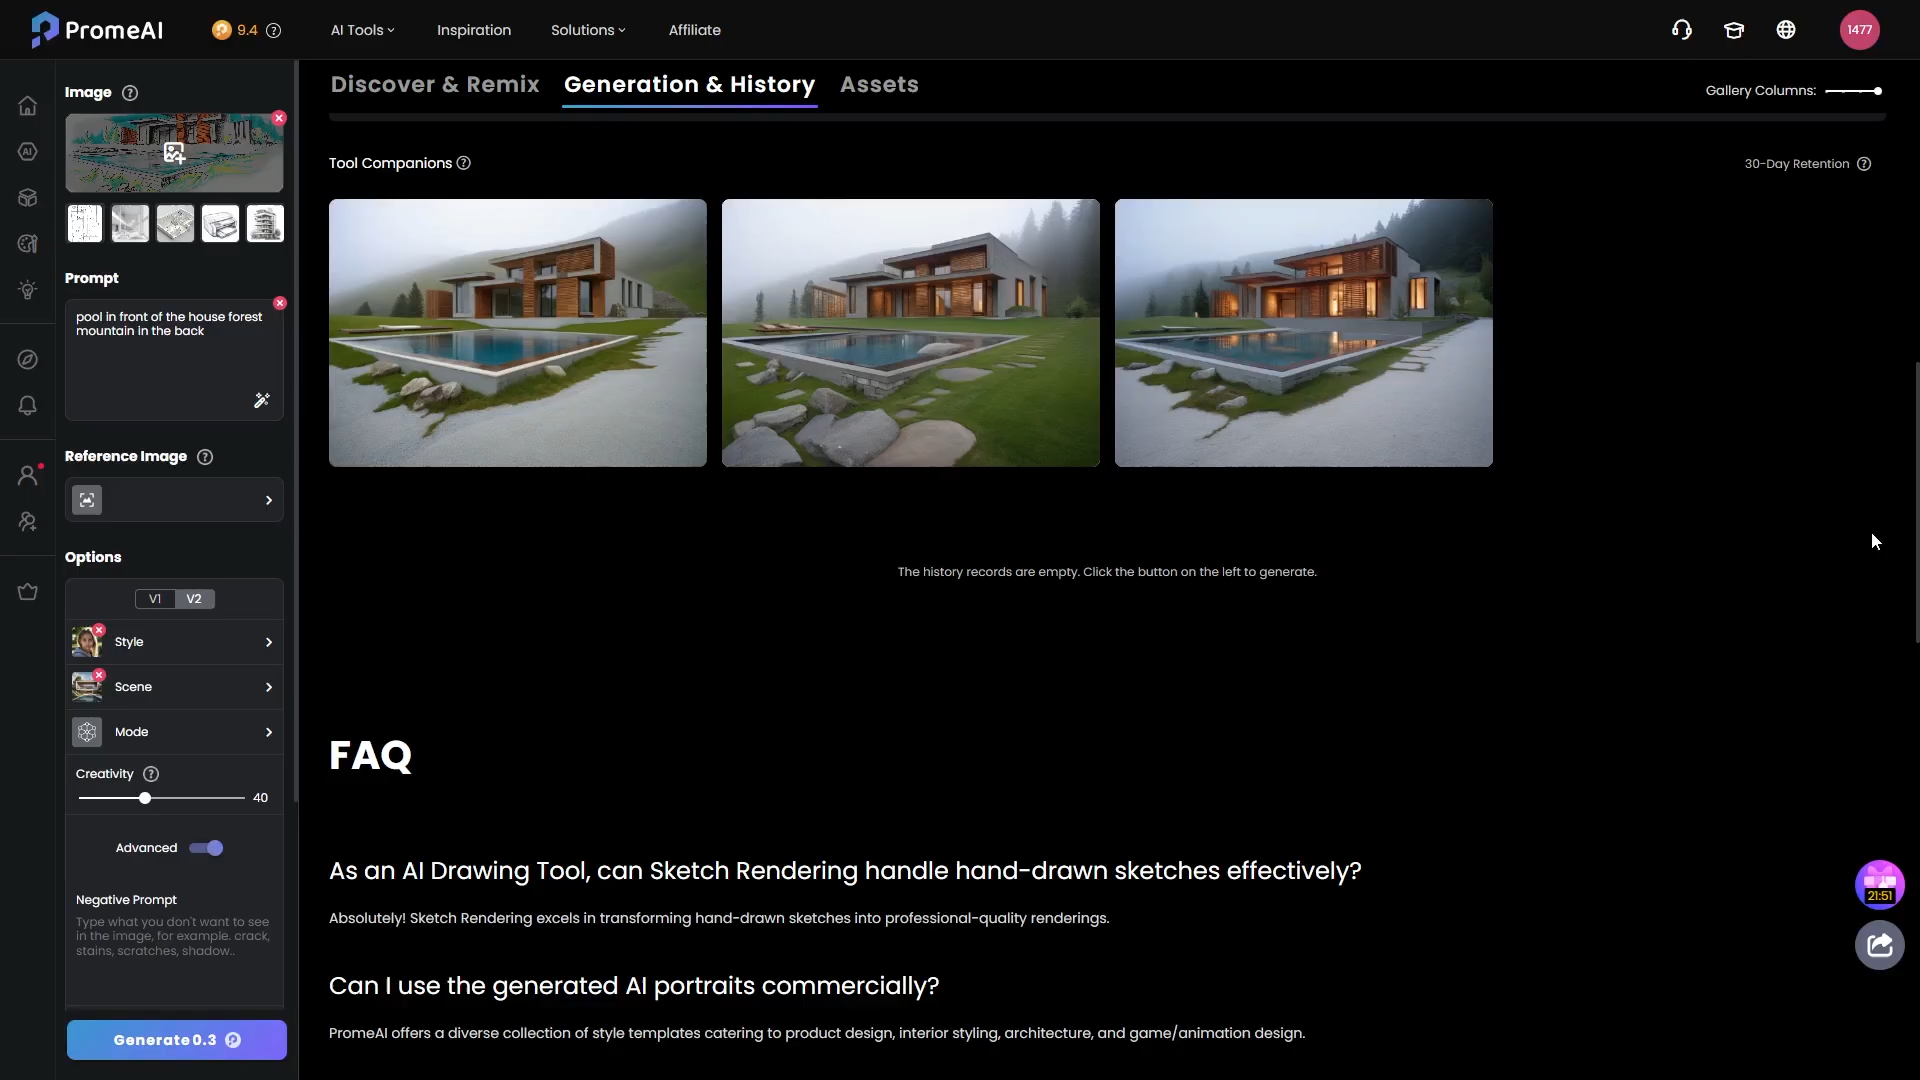 PromeAI
9.4
AI Tools
Inspiration
Solutions
Affiliate
1477
Discover & Remix
Generation & History
Assets
Gallery Columns:
Image
Tool Companions
30-Day Retention
Prompt
pool in front of the house forest
mountain in the back
Reference Image
Options
V1
V2
Style
Scene
Mode
Creativity
40
Advanced
Negative Prompt
Type what you don't want to see
in the image, for example. crack,
stains, scratches, shadow..
Generate 0.3
The history records are empty. Click the button on the left to generate.
FAQ
As an AI Drawing Tool, can Sketch Rendering handle hand-drawn sketches effectively?
Absolutely! Sketch Rendering excels in transforming hand-drawn sketches into professional-quality renderings.
Can I use the generated AI portraits commercially?
PromeAI offers a diverse collection of style templates catering to product design, interior styling, architecture, and game/animation design.
21:51
AI